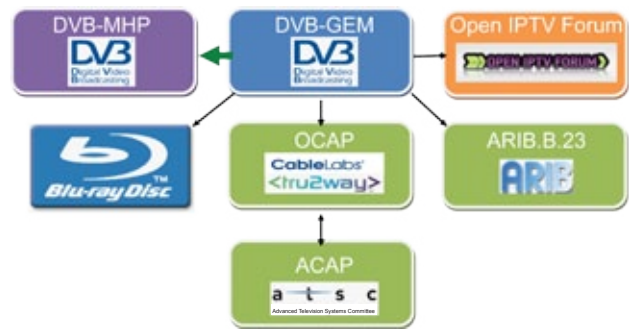 DVB-MHP
DVB
Digital Video
Broadcasting
DVB-GEM
DVB
Digital Video
Broadcasting
Open IPTV Forum
OPEN IPTV FORUM
Blu-ray Disc
TM
OCAP
CableLabs®
<tru2way>
ARIB.B.23
ARIB
ACAP
a t s c
Advanced Television Systems Committee